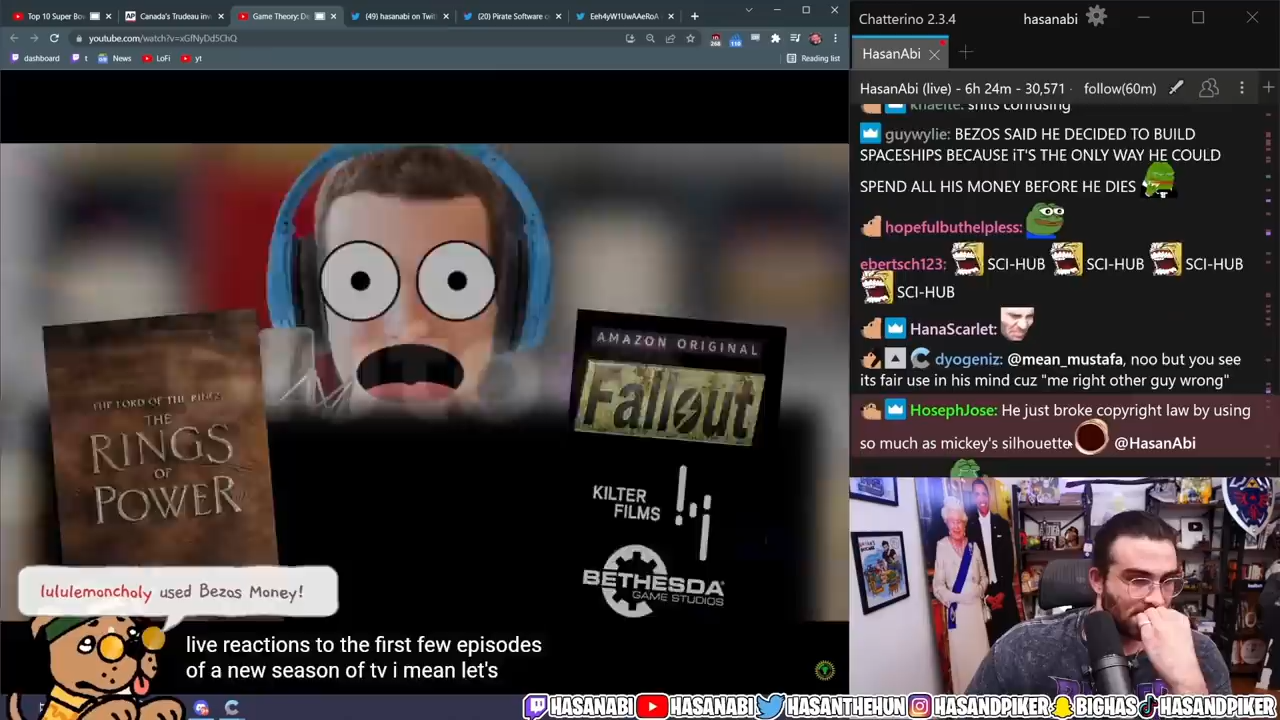 Top 10 Super Bo
Canada's Trudeau inv
Game Theory: Do
(49) hasanabi on Twit
(20) Pirate Software o
Eeh4yW1UwAAeRoA
youtube.com/watch?v=xGfNyDd5ChQ
dashboard
t
News
LoFi
yt
Reading list
THE LORD OF THE RINGS
THE
RINGS
OF
POWER
AMAZON ORIGINAL
Fallout
KILTER
FILMS
BETHESDA
GAME STUDIOS
lululemoncholy used Bezos Money!
live reactions to the first few episodes
of a new season of tv i mean let's
Chatterino 2.3.4
hasanabi
HasanAbi
HasanAbi (live) - 6h 24m - 30,571
follow(60m)
khaelte: shits confusing
guywylie: BEZOS SAID HE DECIDED TO BUILD
SPACESHIPS BECAUSE iT'S THE ONLY WAY HE COULD
SPEND ALL HIS MONEY BEFORE HE DIES
hopefulbuthelpless:
ebertsch123: SCI-HUB SCI-HUB SCI-HUB
SCI-HUB
HanaScarlet:
dyogeniz: @mean_mustafa, noo but you see
its fair use in his mind cuz "me right other guy wrong"
HosephJose: He just broke copyright law by using
so much as mickey's silhouette @HasanAbi
HASANABI HASANABI HASANTHEHUN HASANDPIKER BIGHAS HASANDPIKER